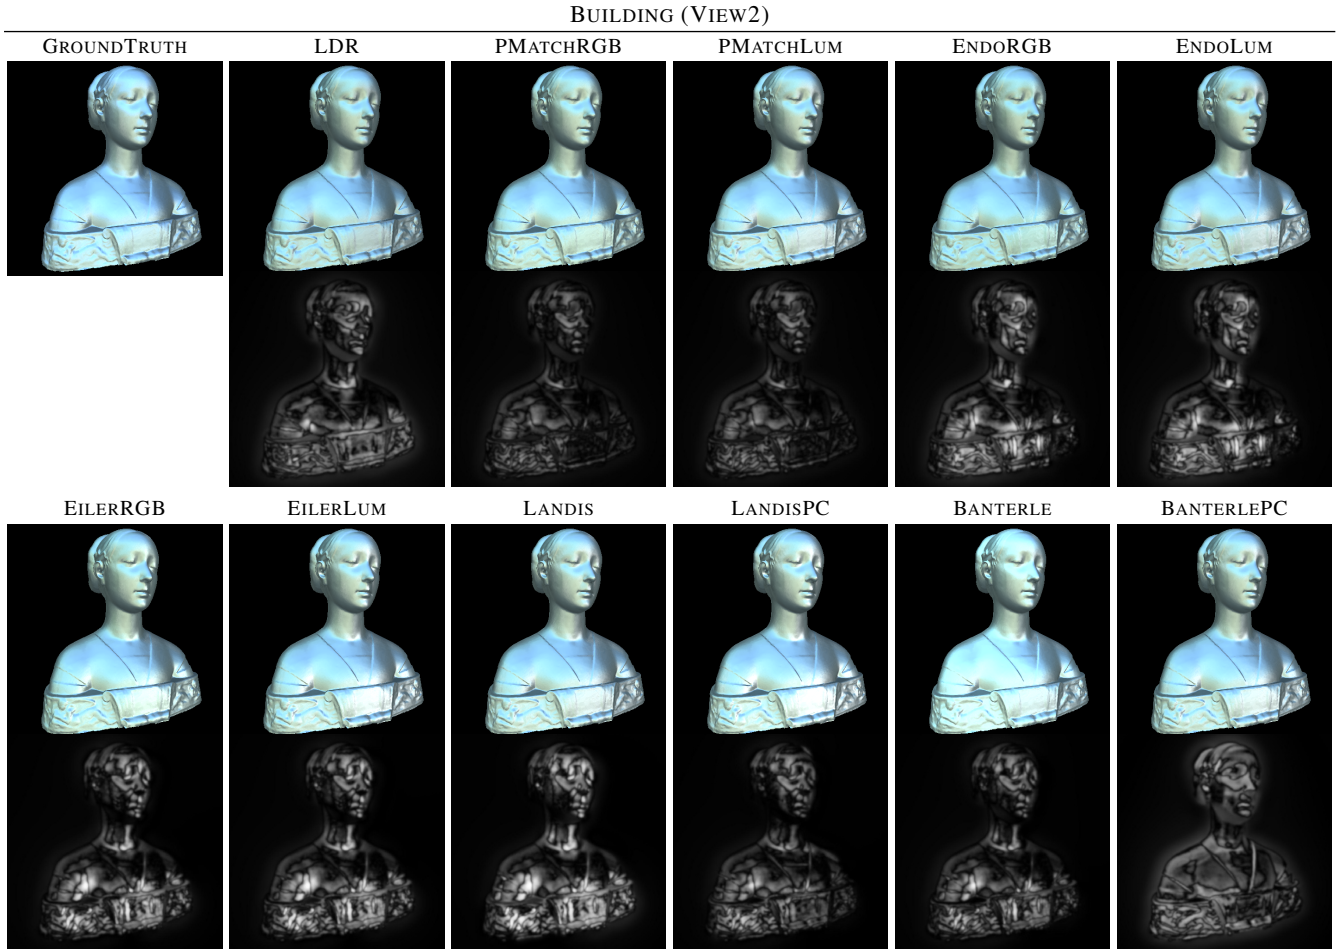 BUILDING (VIEW2)
GROUNDTRUTH LDR PMATCHRGB PMATCHLUM ENDORGB ENDOLUM
EILERRGB EILERLUM LANDIS LANDISPC BANTERLE BANTERLEPC